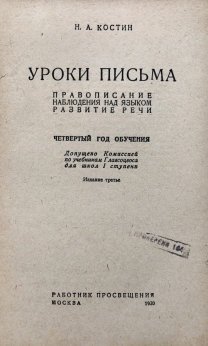 Н. А. КОСТИН
УРОКИ ПИСЬМА
ПРАВОПИСАНИЕ
НАБЛЮДЕНИЯ НАД ЯЗЫКОМ
РАЗВИТИЕ РЕЧИ
ЧЕТВЕРТЫЙ ГОД ОБУЧЕНИЯ
Допущено Комиссией
по учебникам Главсоцвоса
для школ I ступени
Издание третье
РАБОТНИК ПРОСВЕЩЕНИЯ
МОСКВА 1930